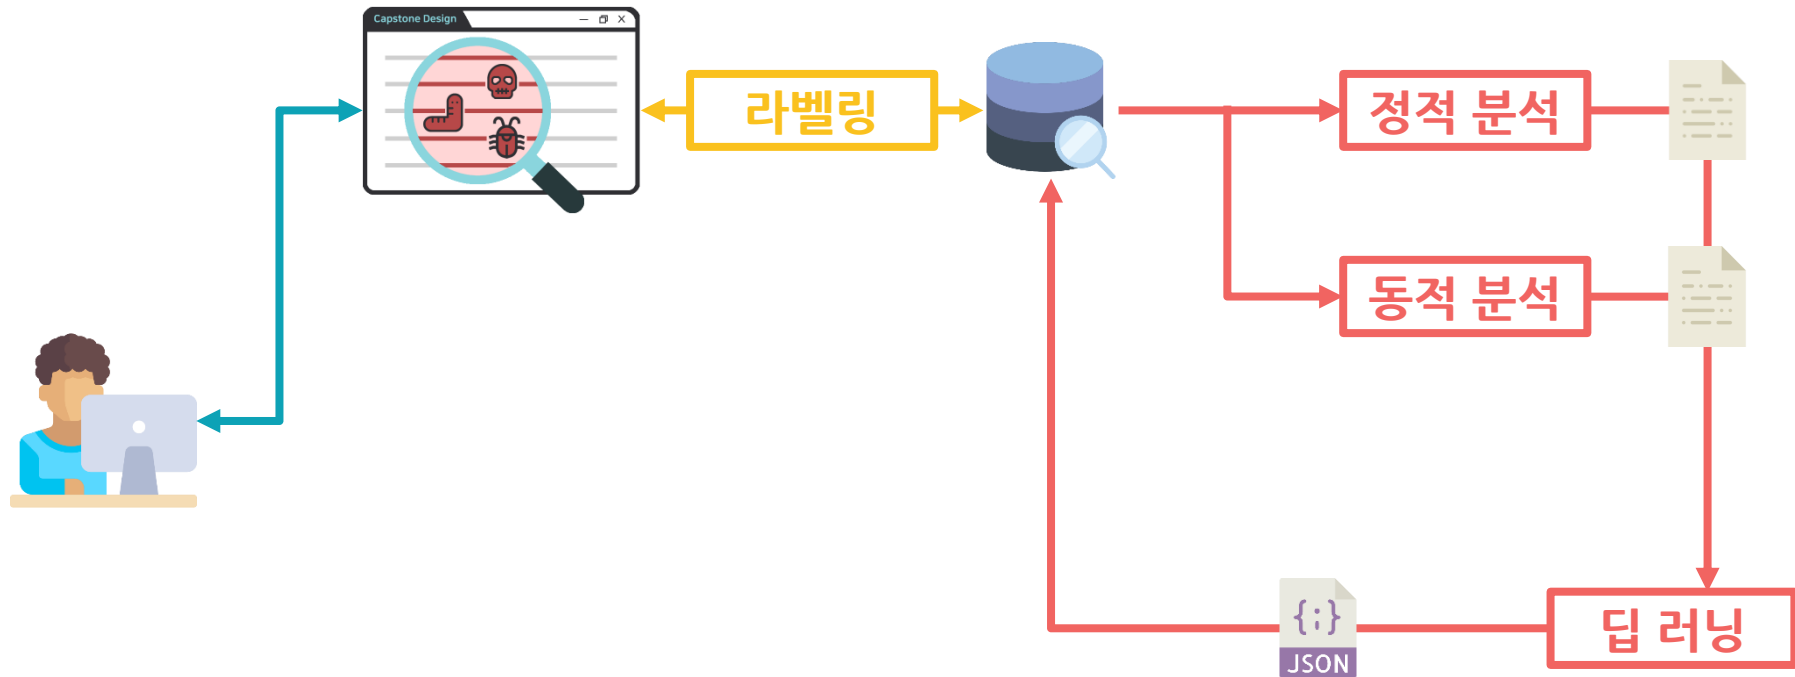 Capstone Design
라벨링
정적 분석
동적 분석
{;}
JSON
딥 러닝